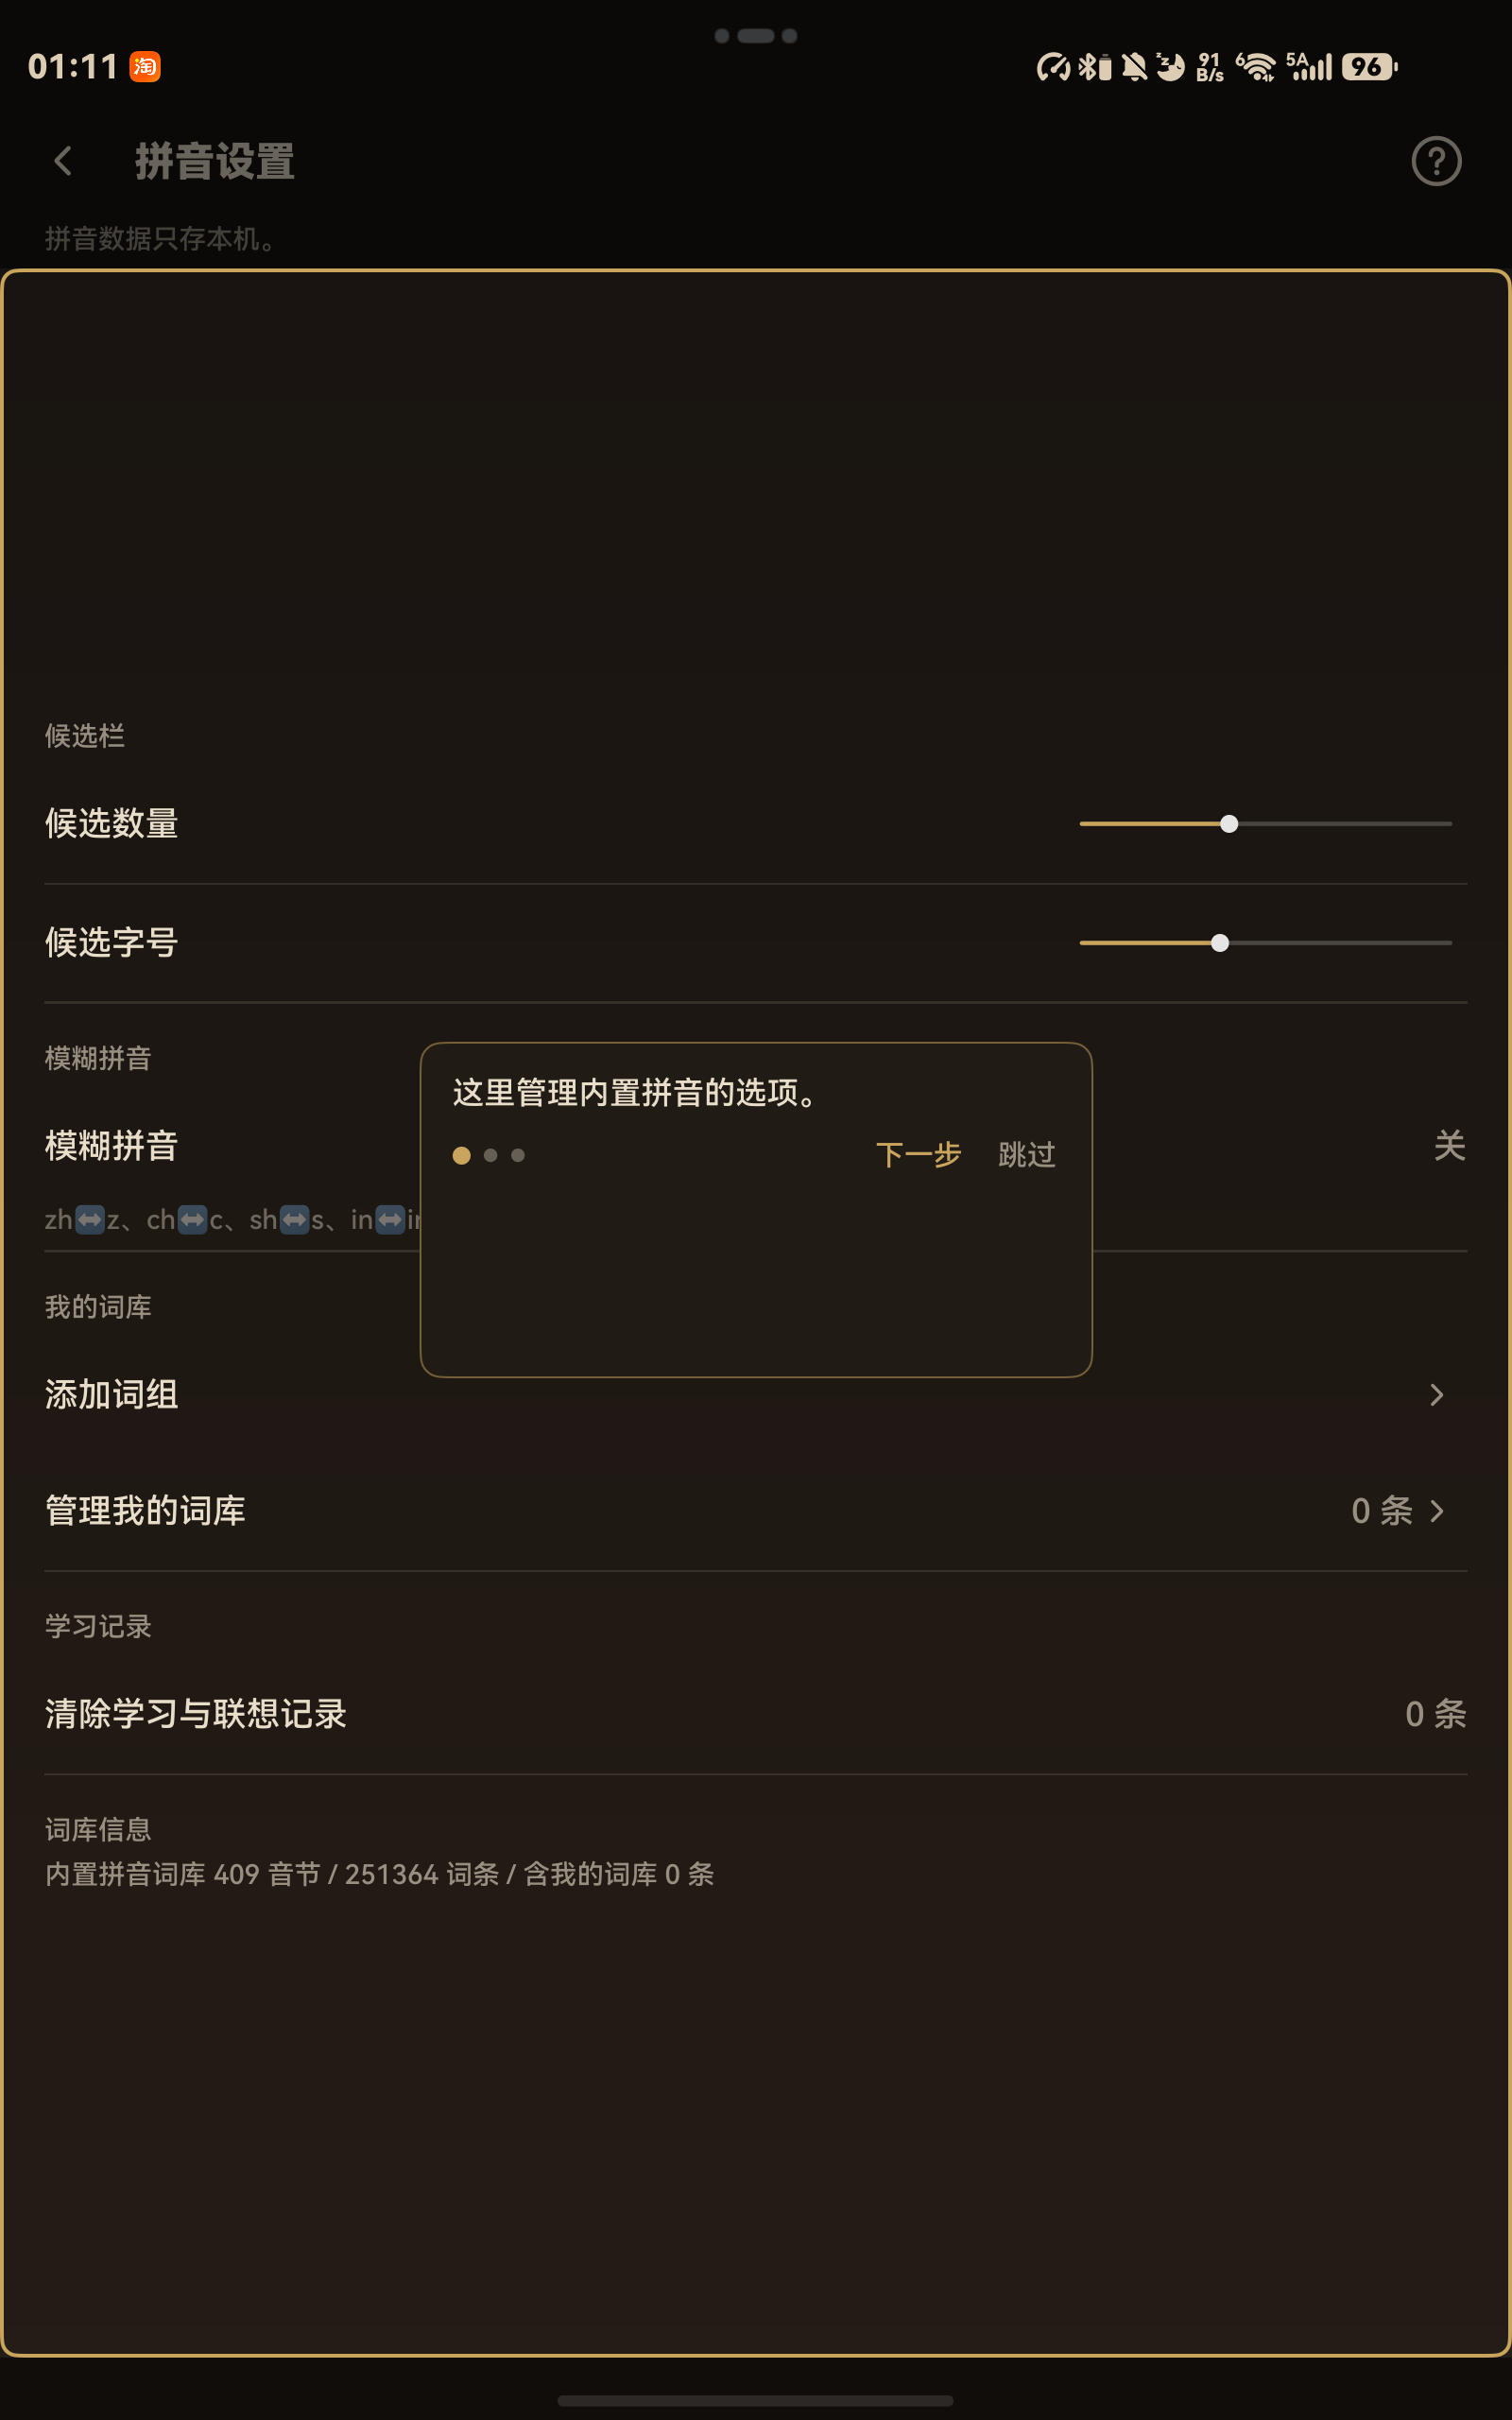 01:11 淘 91 B/s 6 5A 96
拼音设置
拼音数据只存本机。
候选栏
候选数量
候选字号
模糊拼音
这里管理内置拼音的选项。
模糊拼音 关
下一步 跳过
zh↔️z、ch↔️c、sh↔️s、in↔️
我的词库
添加词组
管理我的词库 0 条
学习记录
清除学习与联想记录 0 条
词库信息
内置拼音词库 409 音节 / 251364 词条 / 含我的词库 0 条